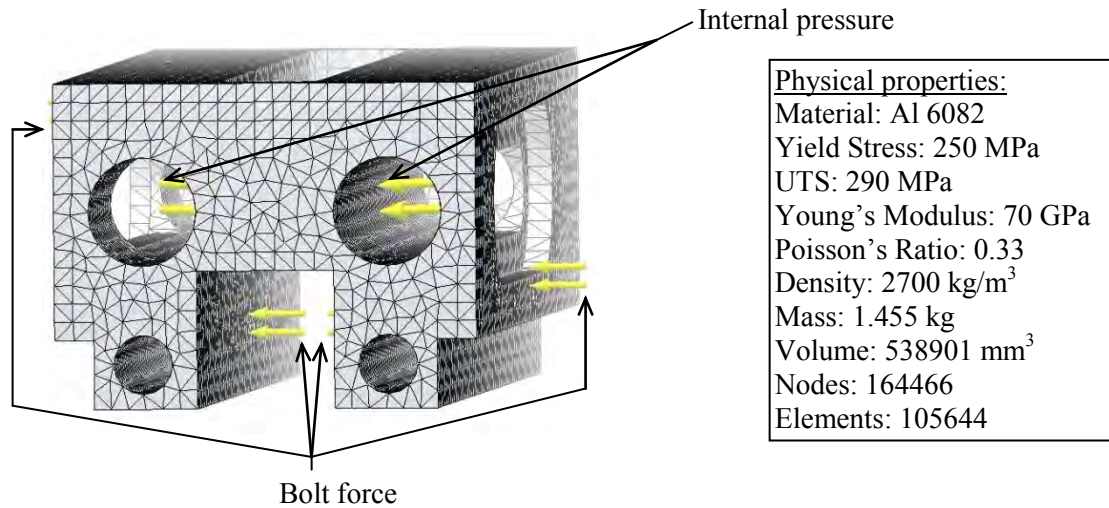 Internal pressure
Physical properties:
Material: Al 6082
Yield Stress: 250 MPa
UTS: 290 MPa
Young’s Modulus: 70 GPa
Poisson’s Ratio: 0.33
Density: 2700 kg/m³
Mass: 1.455 kg
Volume: 538901 mm³
Nodes: 164466
Elements: 105644
Bolt force